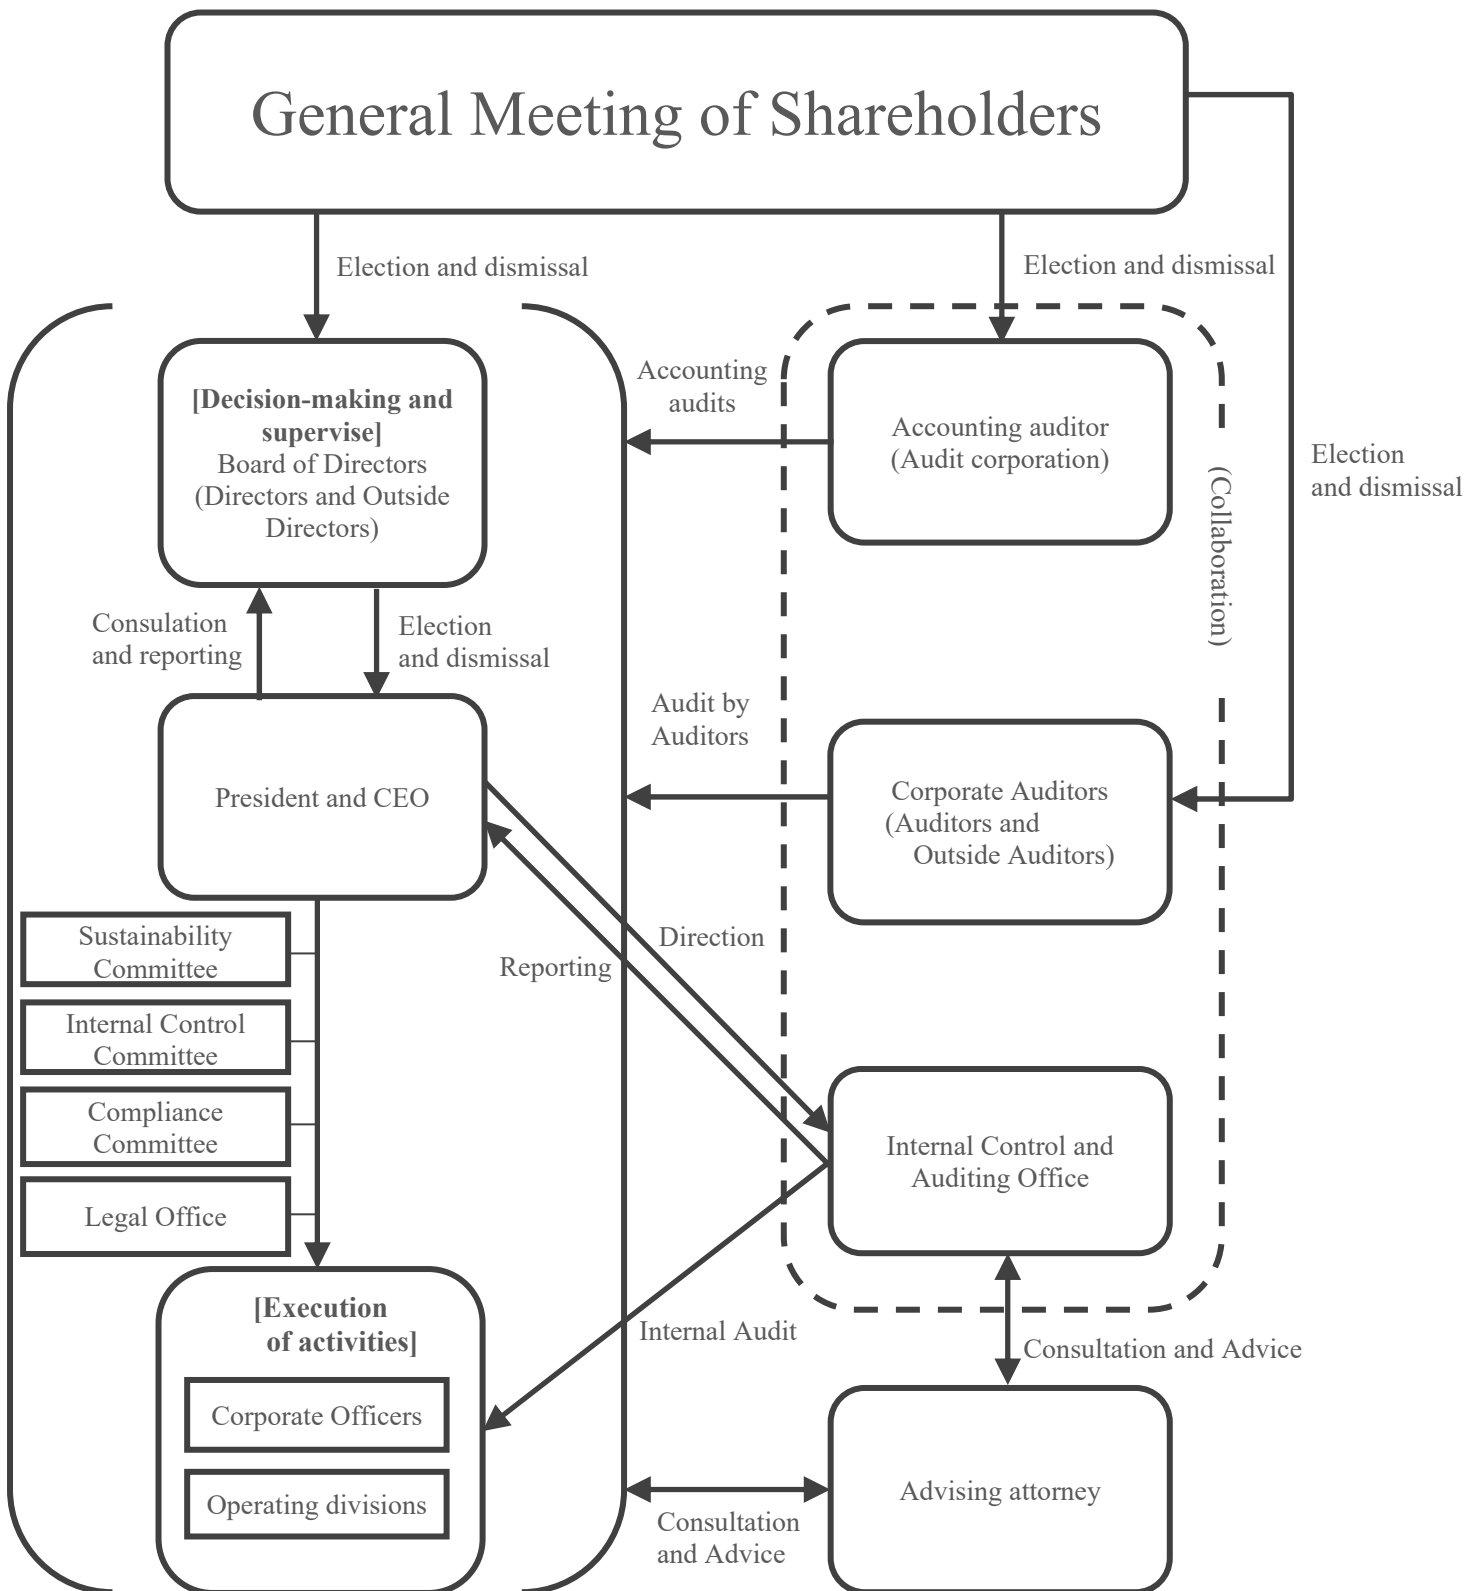 General Meeting of Shareholders
Election and dismissal
Election and dismissal
[Decision-making and
supervise]
Board of Directors
(Directors and Outside
Directors)
Accounting
audits
Accounting auditor
(Audit corporation)
(Collaboration)
Election
and dismissal
Consulation
and reporting
Election
and dismissal
President and CEO
Audit by
Auditors
Corporate Auditors
(Auditors and
Outside Auditors)
Direction
Reporting
Sustainability
Committee
Internal Control
Committee
Compliance
Committee
Legal Office
Internal Control and
Auditing Office
[Execution
of activities]
Corporate Officers
Operating divisions
Internal Audit
Consultation and Advice
Consultation
and Advice
Advising attorney